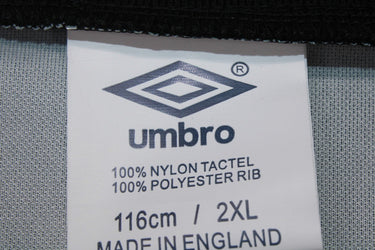 ®
umbro
100% NYLON TACTEL
100% POLYESTER RIB
116cm / 2XL
MADE IN ENGLAND